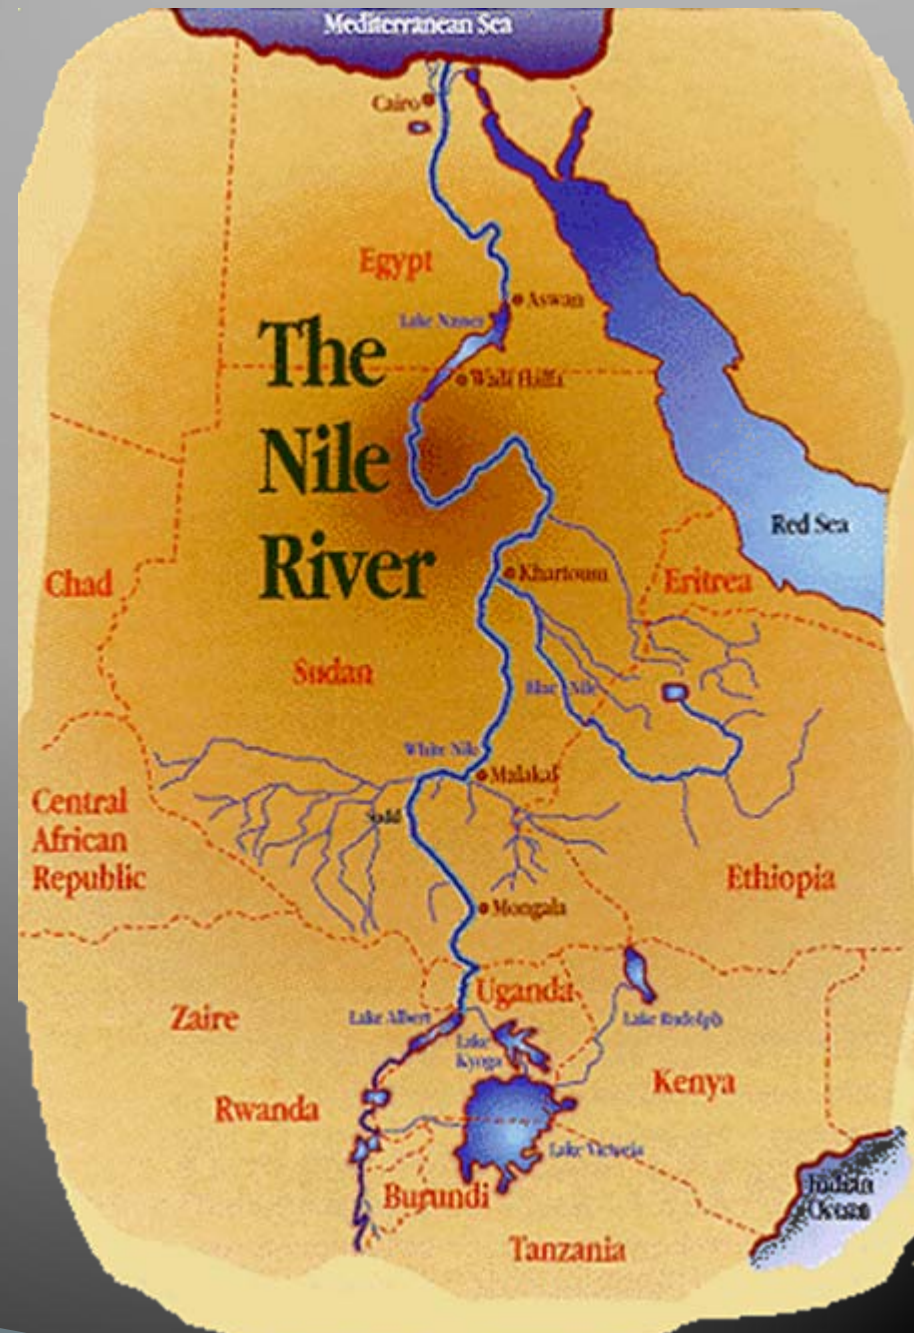 Mediterranean Sea
Cairo
Egypt
Aswan
Lake Nasser
The
Nile
River
Wadi Halfa
Red Sea
Khartoum
Chad
Eritrea
Sudan
Blue Nile
White Nile
Malakal
Central
African
Republic
Sudd
Ethiopia
Mongala
Uganda
Zaire
Lake Albert
Lake Rudolph
Lake
Kyoga
Kenya
Rwanda
Lake Victoria
Burundi
Indian
Ocean
Tanzania